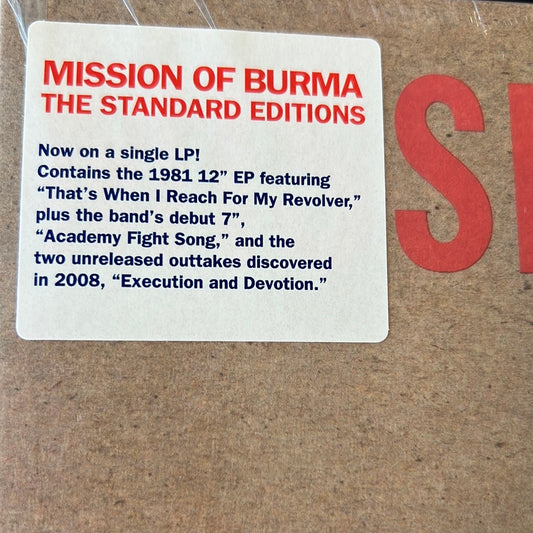 MISSION OF BURMA
THE STANDARD EDITIONS
Now on a single LP!
Contains the 1981 12” EP featuring
“That’s When I Reach For My Revolver,”
plus the band’s debut 7”,
“Academy Fight Song,” and the
two unreleased outtakes discovered
in 2008, “Execution and Devotion.”
S